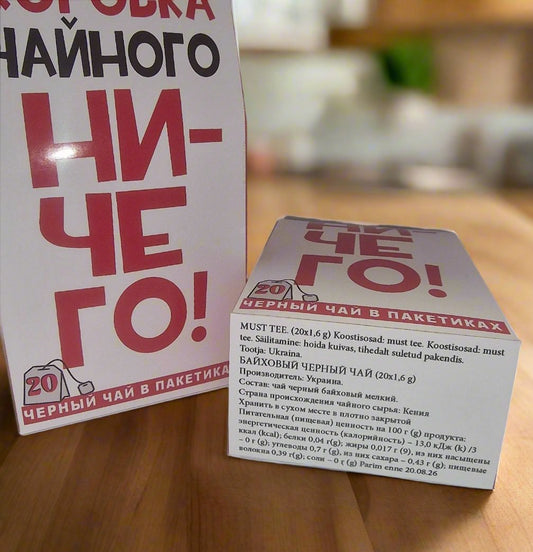 КОРОБКА
ЧАЙНОГО
НИ-
ЧЕ
ГО!
20
ЧЕРНЫЙ ЧАЙ В ПАКЕТИКА
НИ-
ЧЕ
ГО!
20
ЧЕРНЫЙ ЧАЙ В ПАКЕТИКАХ
MUST TEE. (20x1,6 g) Koostisosad: must tee. Koostisosad: must
tee. Säilitamine: hoida kuivas, tihedalt suletud pakendis.
Tootja: Ukraina.
БАЙХОВЫЙ ЧЕРНЫЙ ЧАЙ (20x1,6 g)
Производитель: Украина.
Состав: чай черный байховый мелкий.
Страна происхождения чайного сырья: Кения
Хранить в сухом месте в плотно закрытой
Питательная (пищевая) ценность на 100 г (g) продукта:
энергетическая ценность (калорийность) – 13,0 кДж (k) /3
ккал (kcal); белки 0,04 г(g); жиры 0,017 г (9), из них насыщены
– 0 г (g); углеводы 0,7 г (g), из них сахара – 0,43 г (g); пищевые
волокна 0,39 г(g); соли – 0 г (g) Parim enne 20.08.26